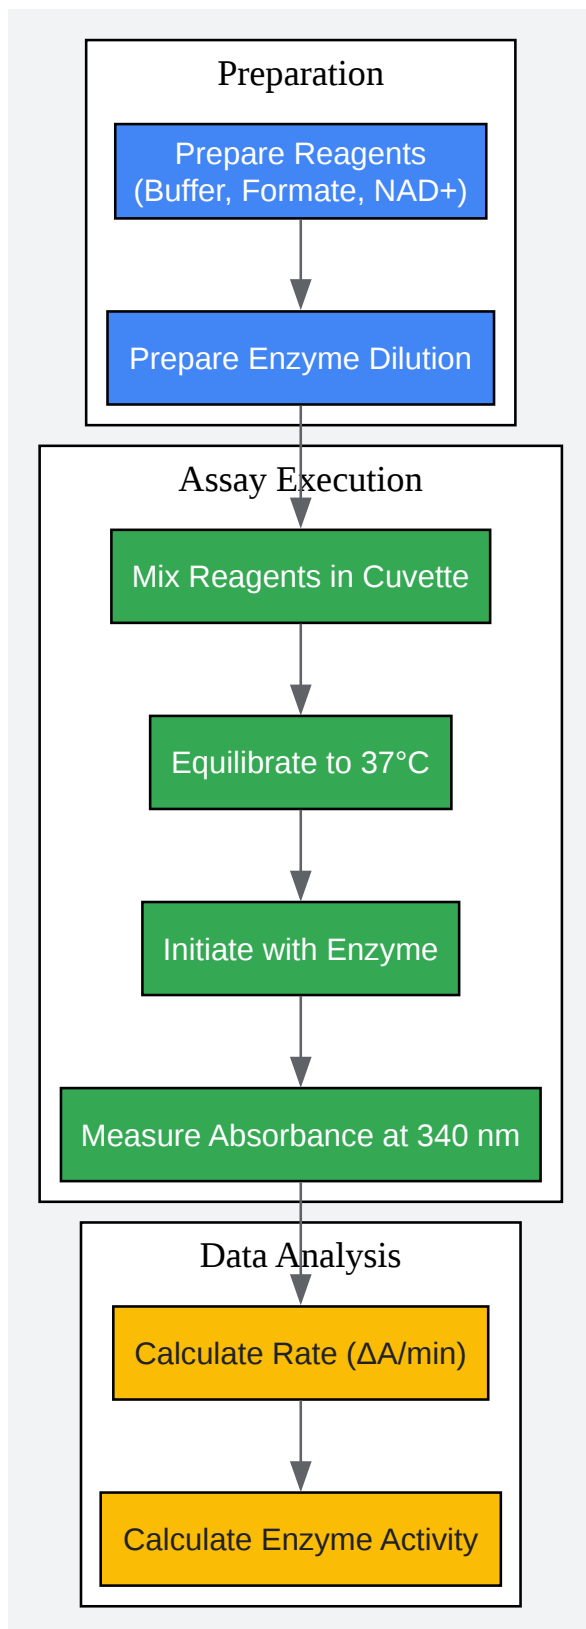 Preparation
Prepare Reagents
(Buffer, Formate, NAD+)
Prepare Enzyme Dilution
Assay Execution
Mix Reagents in Cuvette
Equilibrate to 37°C
Initiate with Enzyme
Measure Absorbance at 340 nm
Data Analysis
Calculate Rate (ΔA/min)
Calculate Enzyme Activity